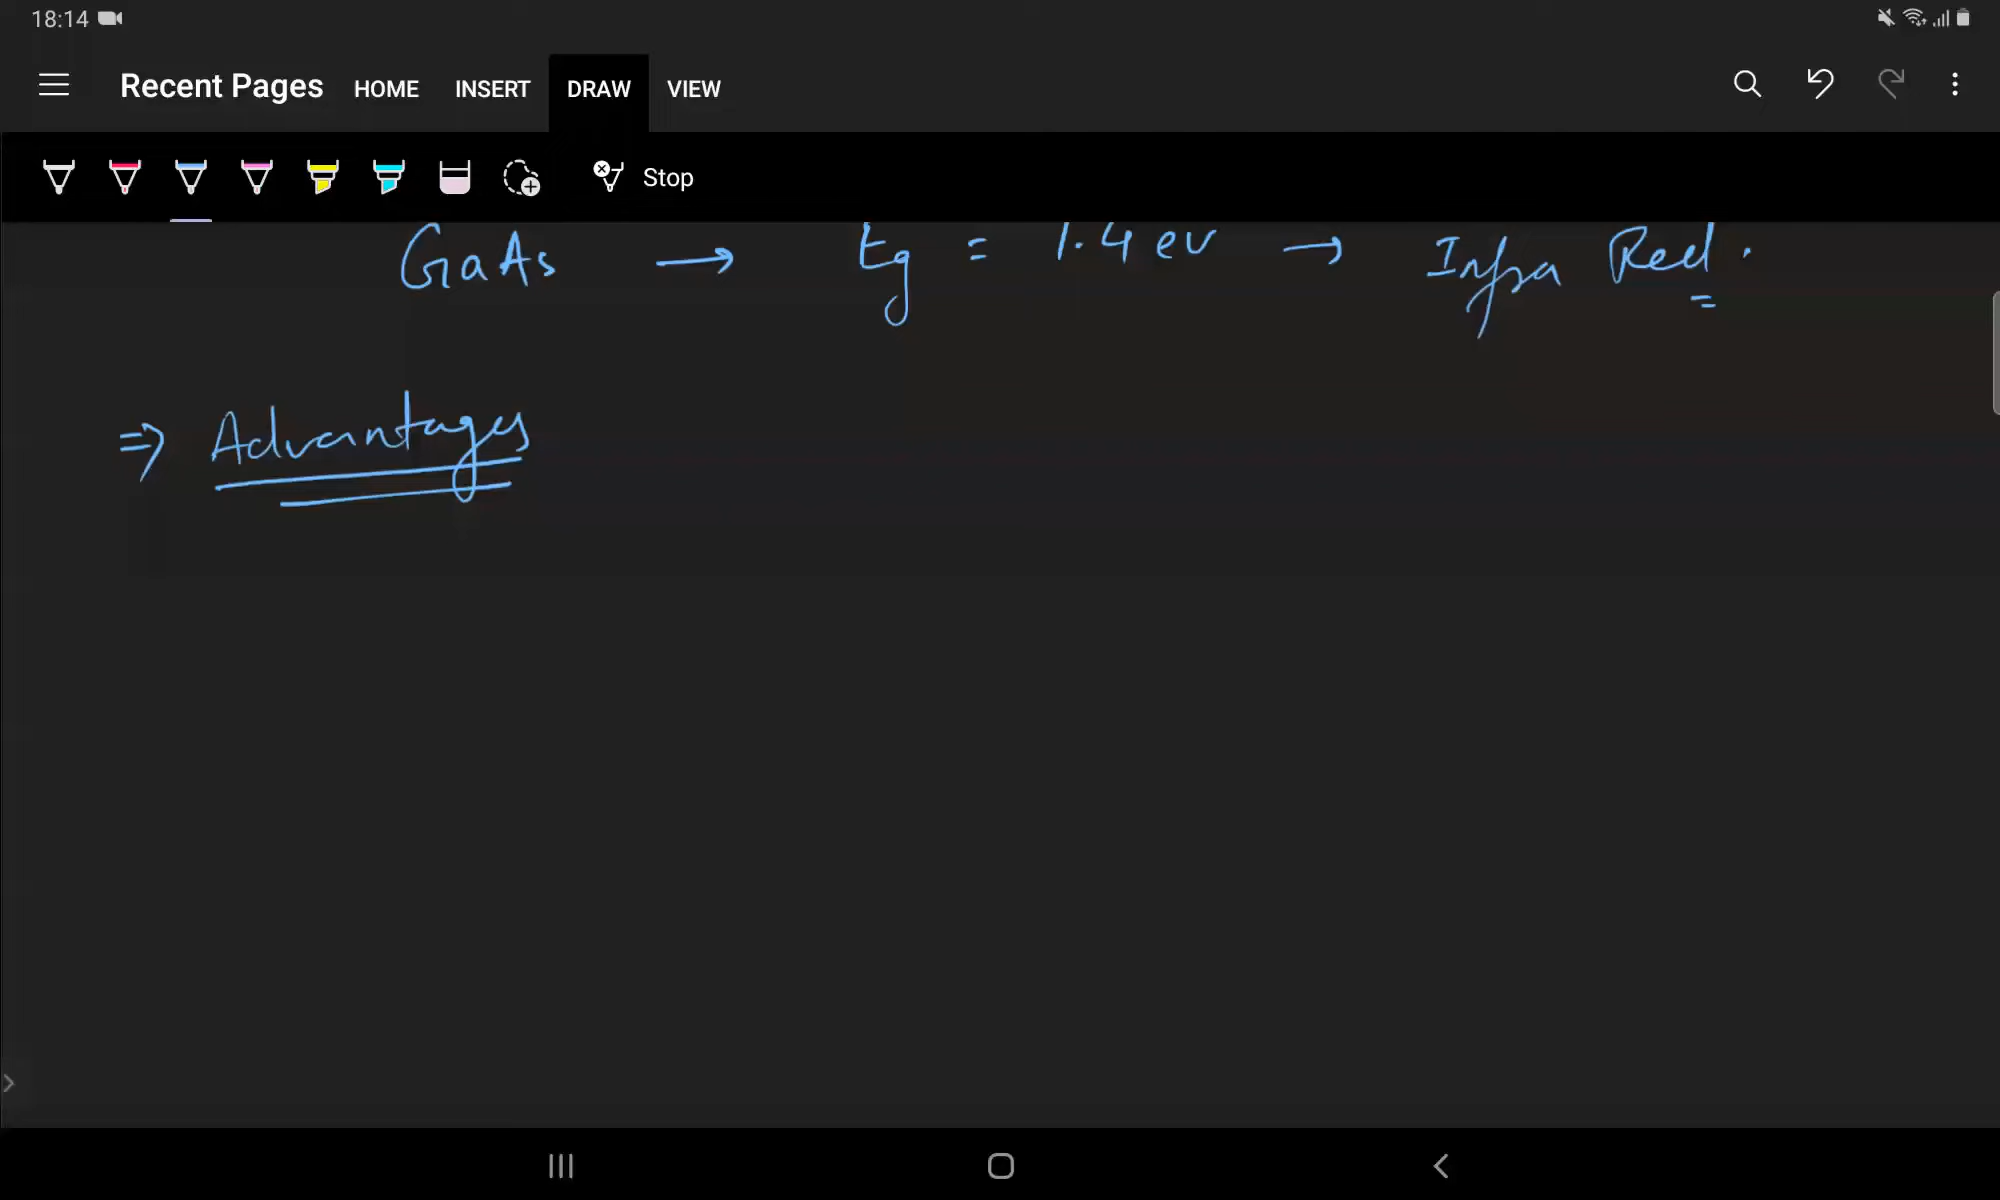 18:14
Recent Pages HOME INSERT DRAW VIEW
Stop
GaAs → Eg = 1.4 ev → Infra Red.
⇒ Advantages